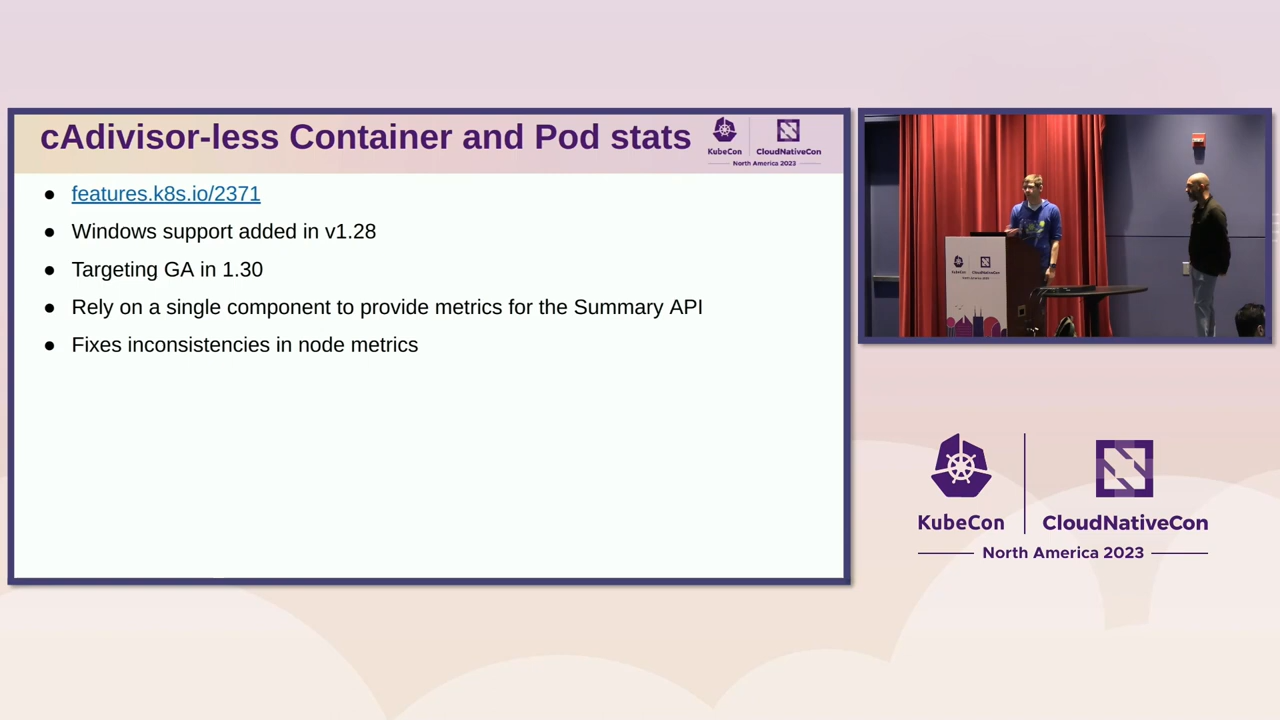 cAdivisor-less Container and Pod stats
KubeCon
CloudNativeCon
North America 2023
● features.k8s.io/2371
● Windows support added in v1.28
● Targeting GA in 1.30
● Rely on a single component to provide metrics for the Summary API
● Fixes inconsistencies in node metrics
KubeCon
CloudNativeCon
North America 2023